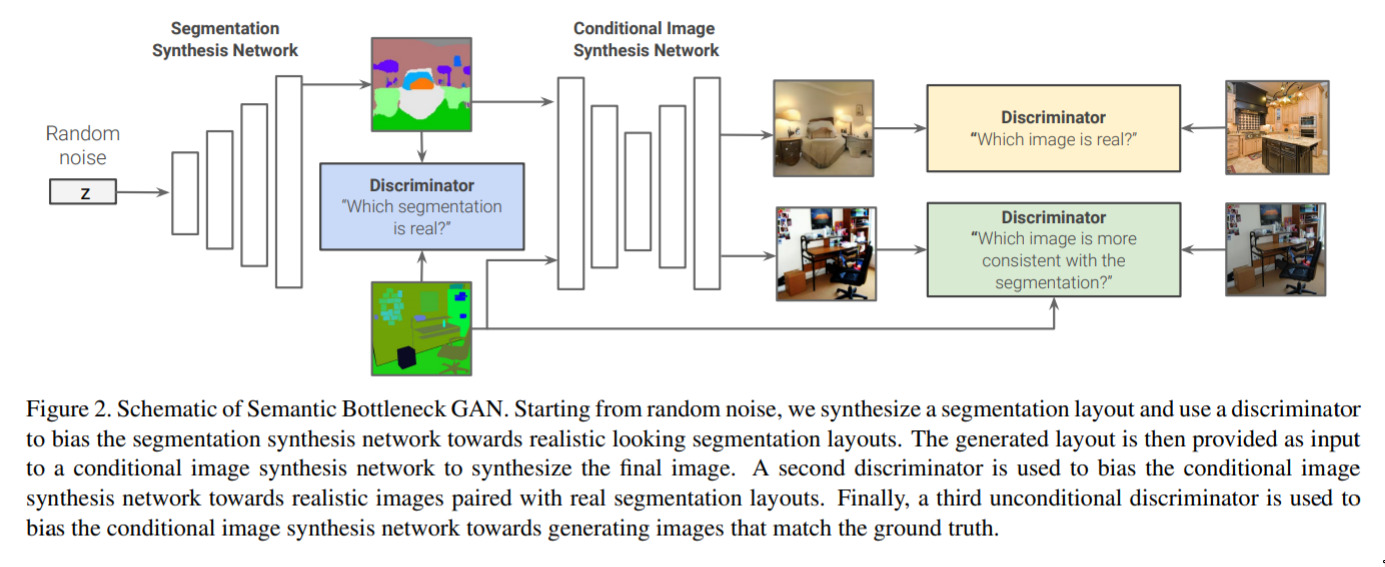 Segmentation
Synthesis Network
Conditional Image
Synthesis Network
Random
noise
z
Discriminator
"Which segmentation
is real?"
Discriminator
"Which image is real?"
Discriminator
"Which image is more
consistent with the
segmentation?"
Figure 2. Schematic of Semantic Bottleneck GAN. Starting from random noise, we synthesize a segmentation layout and use a discriminator
to bias the segmentation synthesis network towards realistic looking segmentation layouts. The generated layout is then provided as input
to a conditional image synthesis network to synthesize the final image. A second discriminator is used to bias the conditional image
synthesis network towards realistic images paired with real segmentation layouts. Finally, a third unconditional discriminator is used to
bias the conditional image synthesis network towards generating images that match the ground truth.